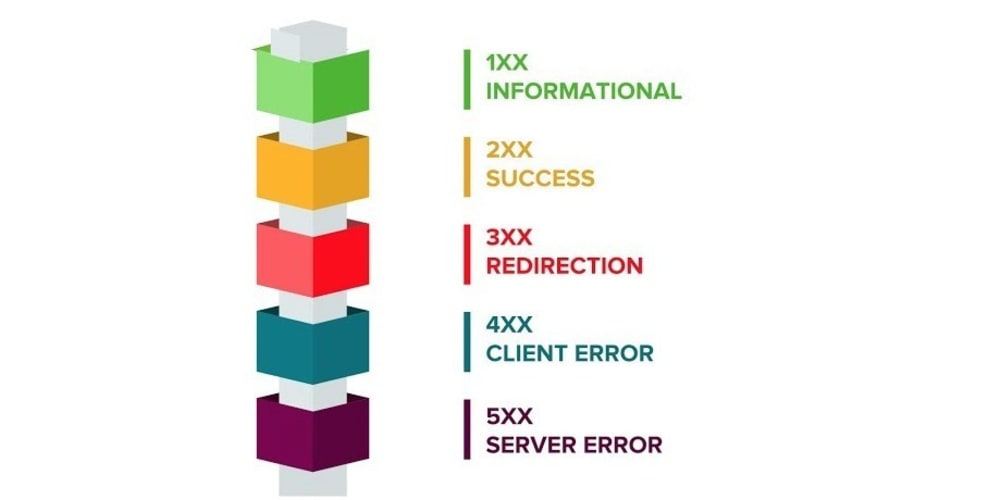 1XX
INFORMATIONAL
2XX
SUCCESS
3XX
REDIRECTION
4XX
CLIENT ERROR
5XX
SERVER ERROR